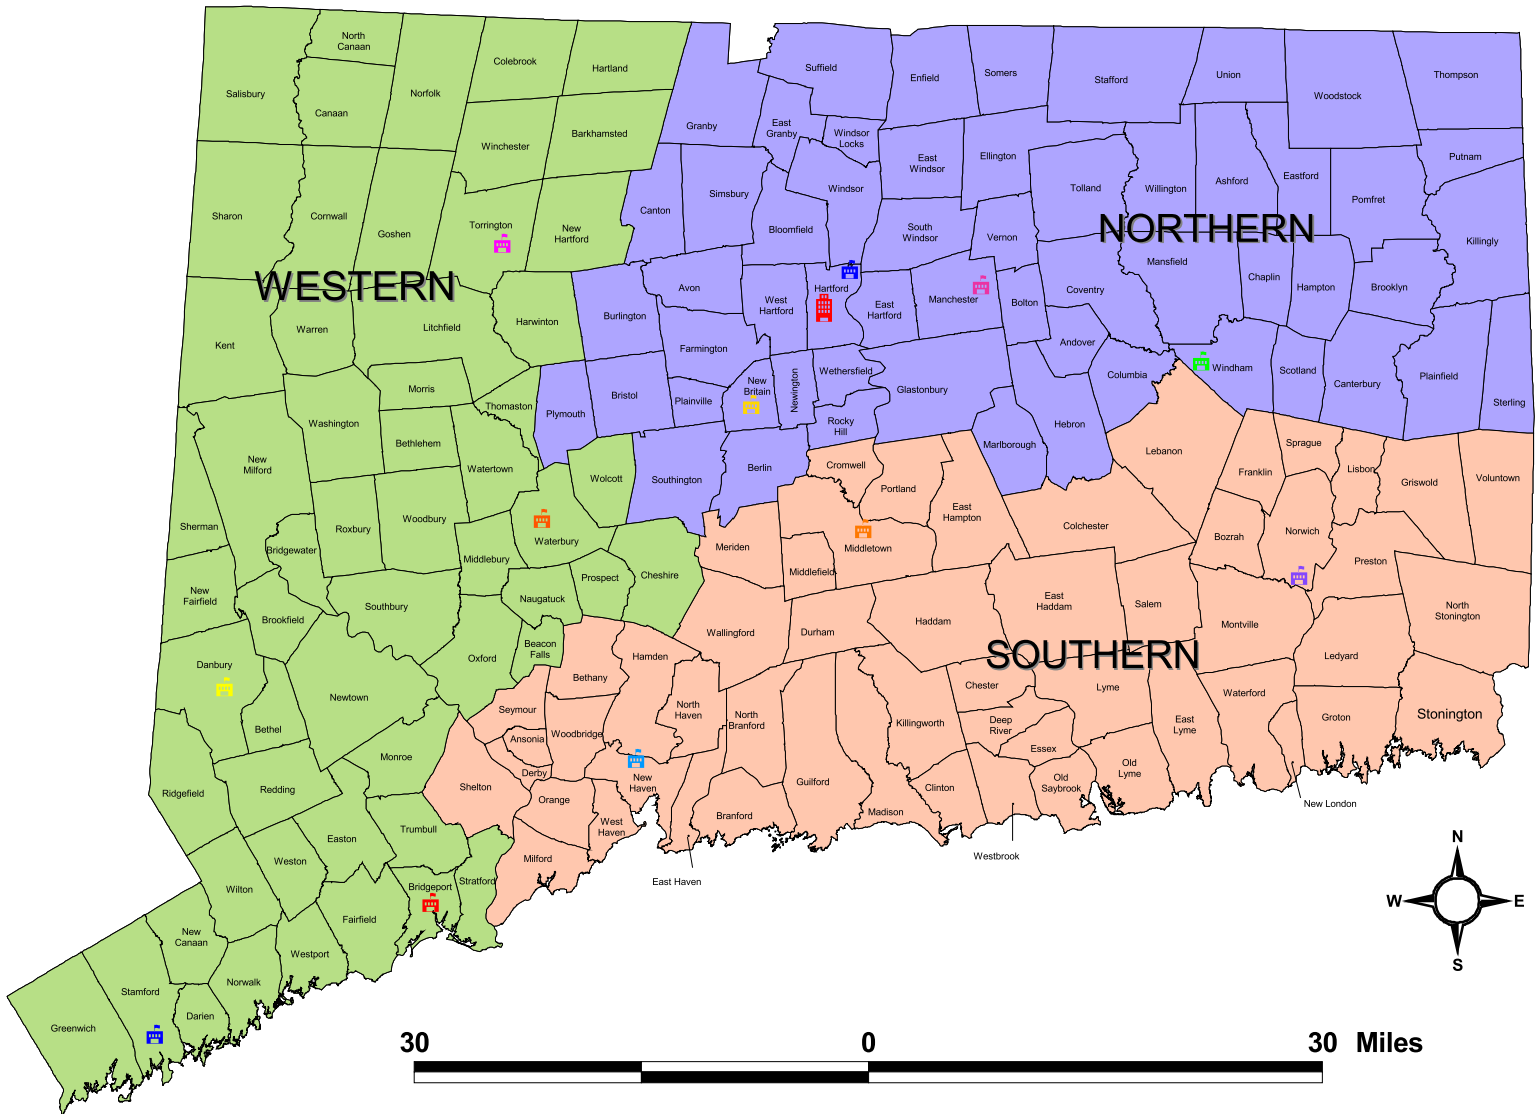 North
Canaan
Colebrook
Hartland
Salisbury
Canaan
Norfolk
Winchester
Barkhamsted
Granby
Suffield
East
Granby
Windsor
Locks
Enfield
Somers
Stafford
Union
Woodstock
Thompson
Sharon
Cornwall
Goshen
Torrington
New
Hartford
Canton
Simsbury
Bloomfield
Windsor
East
Windsor
Ellington
South
Windsor
Vernon
Tolland
Willington
Ashford
Eastford
Pomfret
Putnam
Killingly
WESTERN
NORTHERN
Kent
Warren
Litchfield
Harwinton
Burlington
Avon
West
Hartford
Hartford
East
Hartford
Manchester
Bolton
Coventry
Mansfield
Chaplin
Hampton
Brooklyn
Farmington
Andover
Columbia
Windham
Scotland
Canterbury
Plainfield
Sterling
Morris
Thomaston
Plymouth
Bristol
Plainville
New
Britain
Newington
Wethersfield
Rocky
Hill
Glastonbury
Hebron
Marlborough
Washington
Bethlehem
Watertown
Wolcott
Southington
Berlin
Cromwell
Portland
East
Hampton
Lebanon
Colchester
Franklin
Sprague
Lisbon
Griswold
Voluntown
New
Milford
Sherman
Bridgewater
Roxbury
Woodbury
Middlebury
Waterbury
Prospect
Cheshire
Meriden
Middlefield
Middletown
Bozrah
Norwich
Preston
North
Stonington
New
Fairfield
Brookfield
Southbury
Naugatuck
Beacon
Falls
Oxford
Wallingford
Durham
Haddam
East
Haddam
Salem
Montville
Ledyard
SOUTHERN
Danbury
Bethel
Newtown
Monroe
Seymour
Bethany
Hamden
Woodbridge
Ansonia
Derby
North
Haven
North
Branford
Killingworth
Chester
Deep
River
Essex
Lyme
East
Lyme
Waterford
Groton
Stonington
Ridgefield
Redding
Shelton
Orange
New
Haven
West
Haven
Branford
Guilford
Madison
Clinton
Old
Saybrook
Old
Lyme
New London
Westbrook
East Haven
Easton
Trumbull
Weston
Wilton
Bridgeport
Stratford
Milford
Fairfield
Westport
New
Canaan
Norwalk
Darien
Stamford
Greenwich
N
W
E
S
30
0
30 Miles